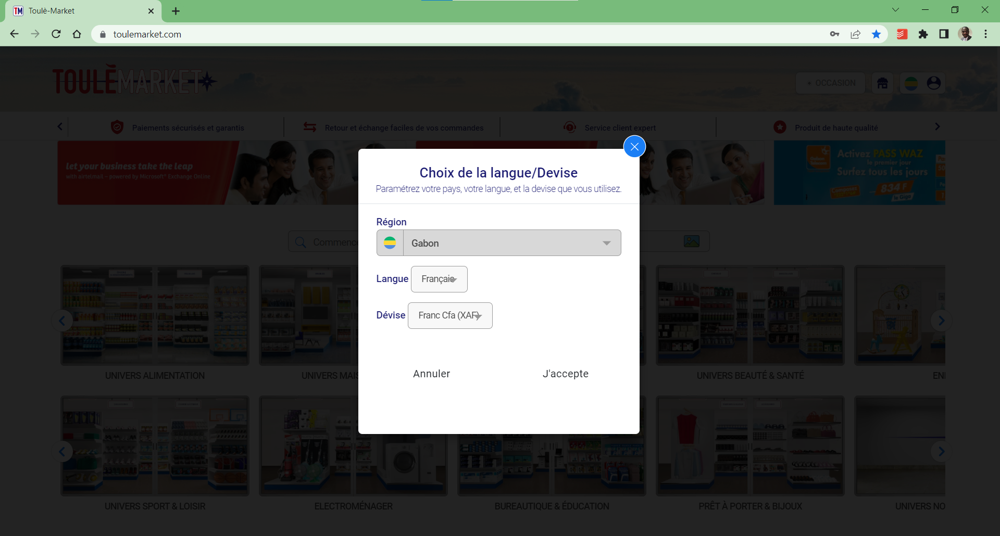 Toulè-Market
toulemarket.com
TOULÈMARKET
OCCASION
Paiements sécurisés et garantis
Retour et échange faciles de vos commandes
Service client expert
Produit de haute qualité
let your business take the leap
with airtelmail – powered by Microsoft® Exchange Online
Activez PASS WAZ
le premier jour
Surfez tous les jours
834 F
le Giga
Choix de la langue/Devise
Paramétrez votre pays, votre langue, et la devise que vous utilisez.
Région
Gabon
Langue Français
Dévise Franc Cfa (XAF)
Annuler
J'accepte
Commenc
UNIVERS ALIMENTATION
UNIVERS MAIS
UNIVERS BEAUTÉ & SANTÉ
EN
UNIVERS SPORT & LOISIR
ELECTROMÉNAGER
BUREAUTIQUE & ÉDUCATION
PRÊT À PORTER & BIJOUX
UNIVERS NO